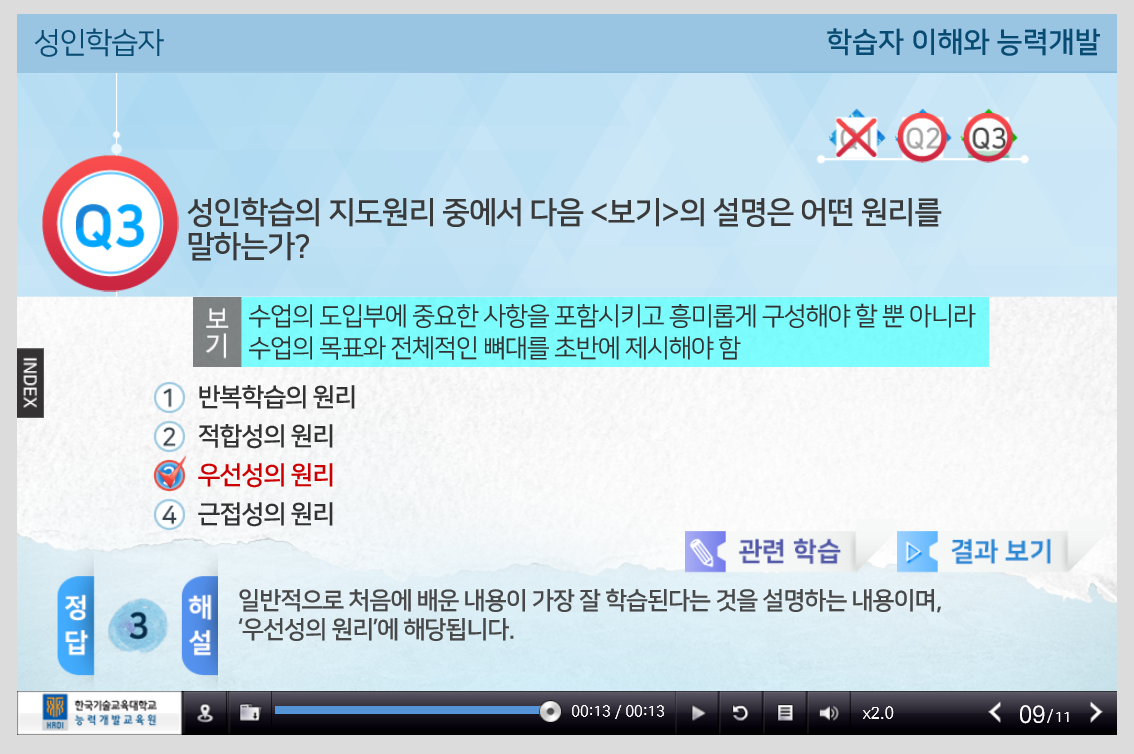 성인학습자
학습자 이해와 능력개발
Q1 Q2 Q3
Q3
성인학습의 지도원리 중에서 다음 <보기>의 설명은 어떤 원리를
말하는가?
보기
수업의 도입부에 중요한 사항을 포함시키고 흥미롭게 구성해야 할 뿐 아니라
수업의 목표와 전체적인 뼈대를 초반에 제시해야 함
INDEX
1 반복학습의 원리
2 적합성의 원리
우선성의 원리
4 근접성의 원리
관련 학습
결과 보기
정답
3
해설
일반적으로 처음에 배운 내용이 가장 잘 학습된다는 것을 설명하는 내용이며,
‘우선성의 원리’에 해당됩니다.
HRDI
한국기술교육대학교
능력개발교육원
00:13 / 00:13
x2.0
09/11